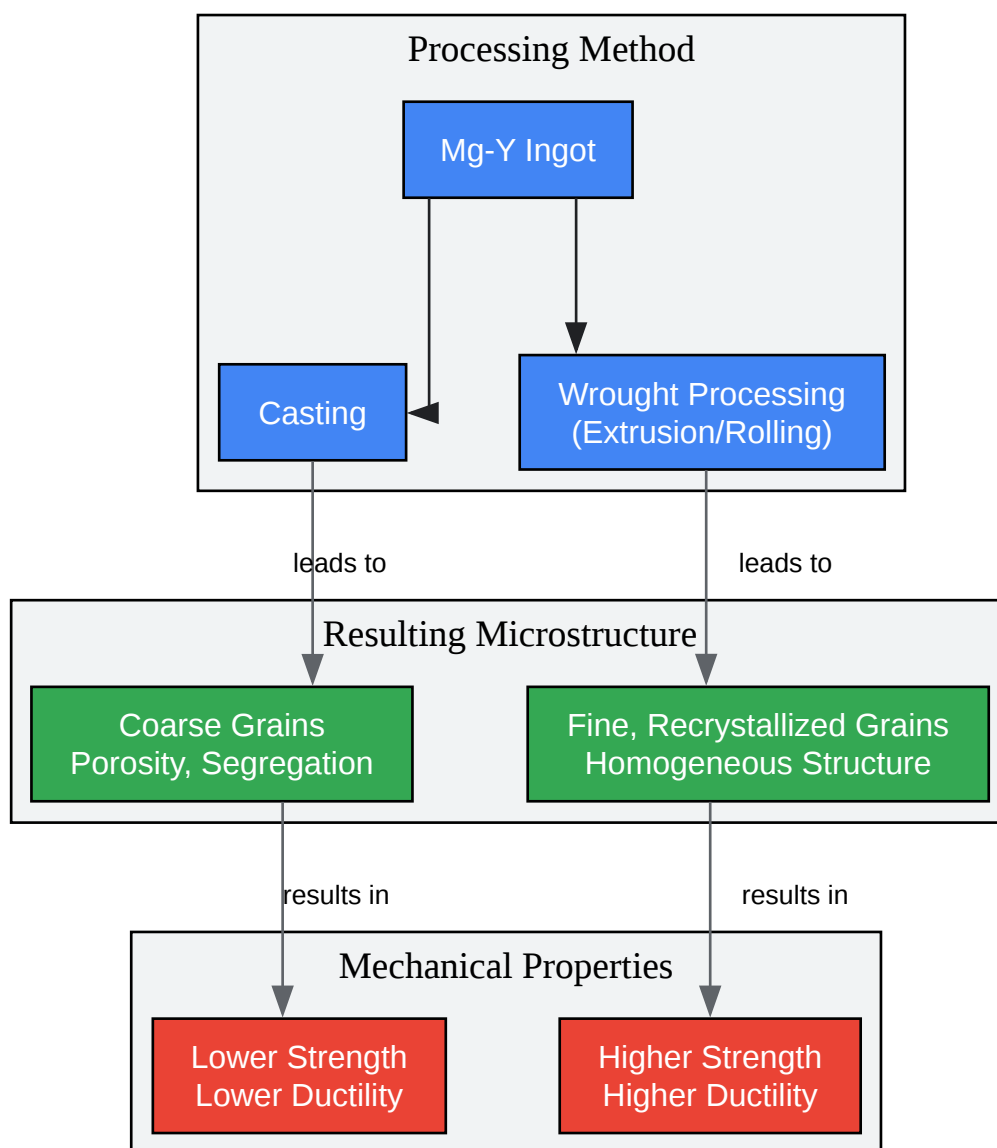 Processing Method
Mg-Y Ingot
Casting
Wrought Processing
(Extrusion/Rolling)
leads to
leads to
Resulting Microstructure
Coarse Grains
Porosity, Segregation
Fine, Recrystallized Grains
Homogeneous Structure
results in
results in
Mechanical Properties
Lower Strength
Lower Ductility
Higher Strength
Higher Ductility